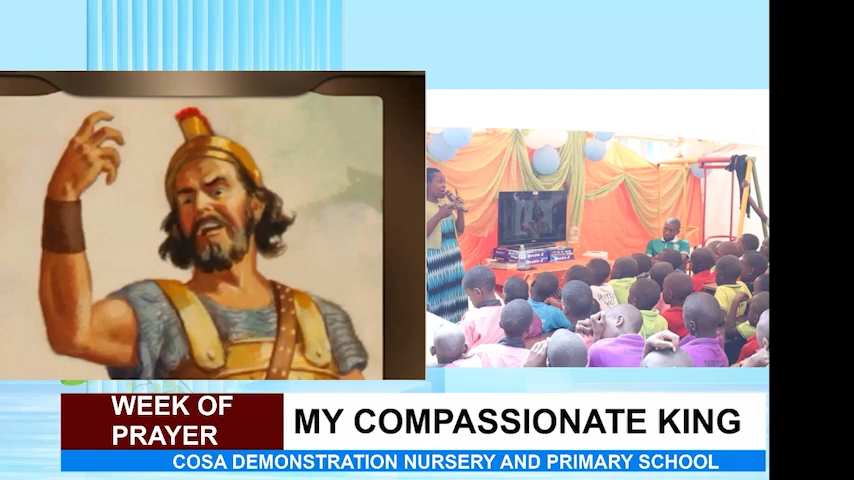 WEEK OF
PRAYER
MY COMPASSIONATE KING
COSA DEMONSTRATION NURSERY AND PRIMARY SCHOOL